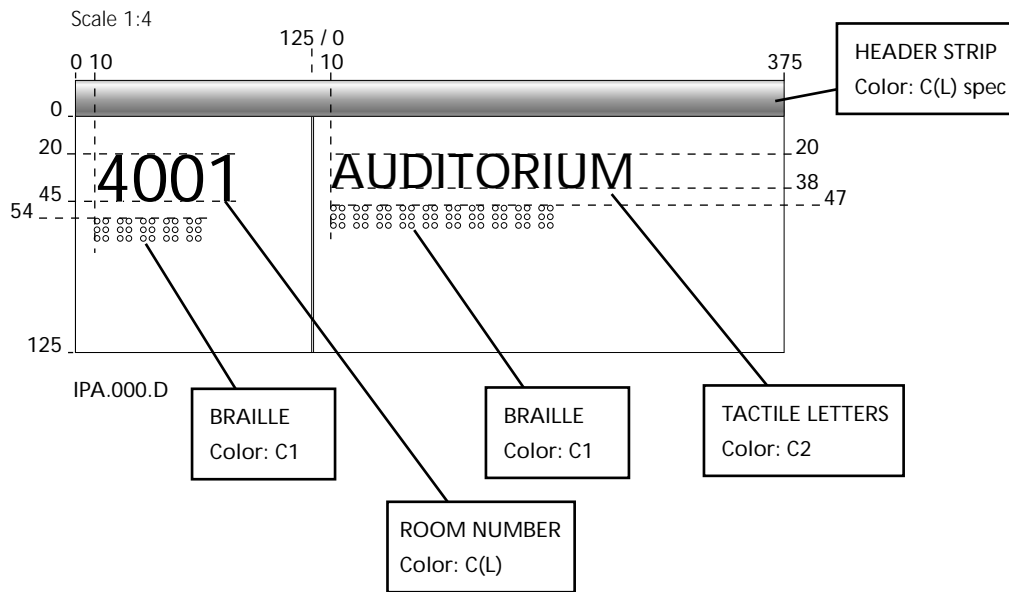 Scale 1:4
125 / 0
0 10
10
375
HEADER STRIP
Color: C(L) spec
0
20
4001
AUDITORIUM
20
45
38
54
47
125
IPA.000.D
BRAILLE
Color: C1
BRAILLE
Color: C1
TACTILE LETTERS
Color: C2
ROOM NUMBER
Color: C(L)